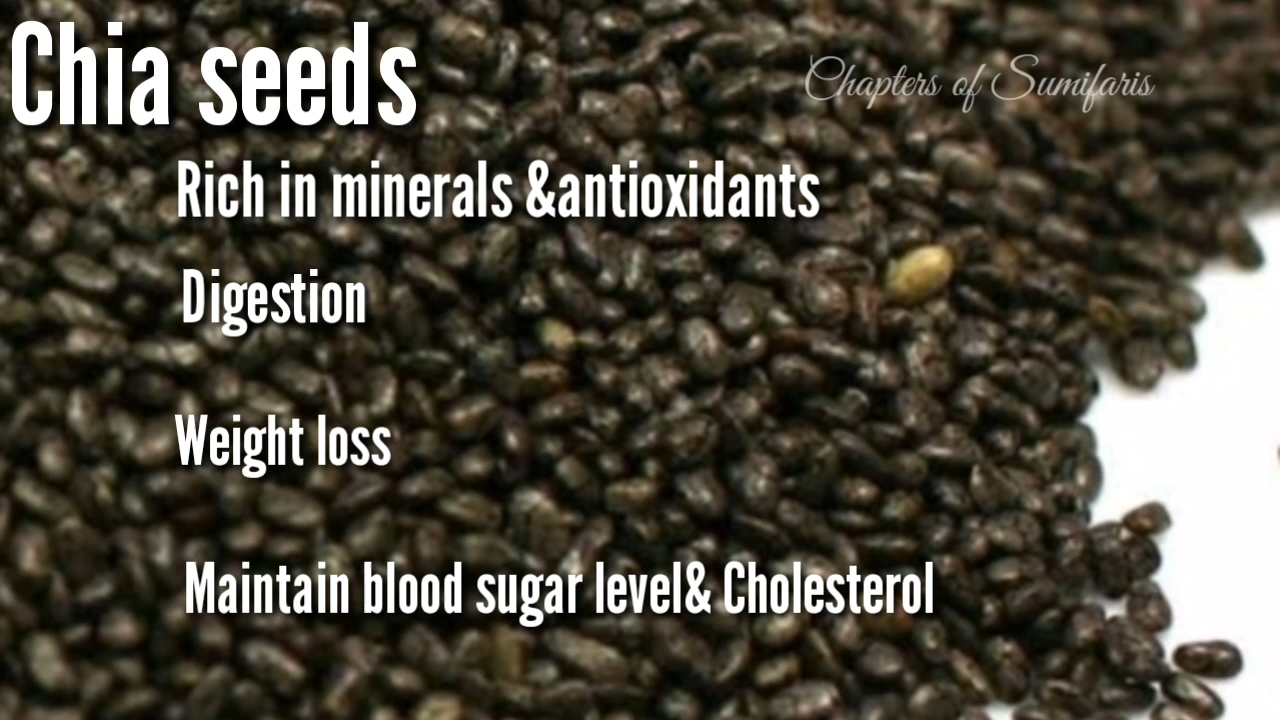 Chia seeds
Chapters of Sumifaris
Rich in minerals &antioxidants
Digestion
Weight loss
Maintain blood sugar level& Cholesterol